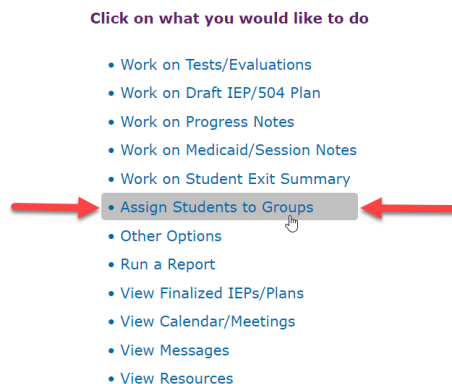 Click on what you would like to do
• Work on Tests/Evaluations
• Work on Draft IEP/504 Plan
• Work on Progress Notes
• Work on Medicaid/Session Notes
• Work on Student Exit Summary
• Assign Students to Groups
• Other Options
• Run a Report
• View Finalized IEPs/Plans
• View Calendar/Meetings
• View Messages
• View Resources